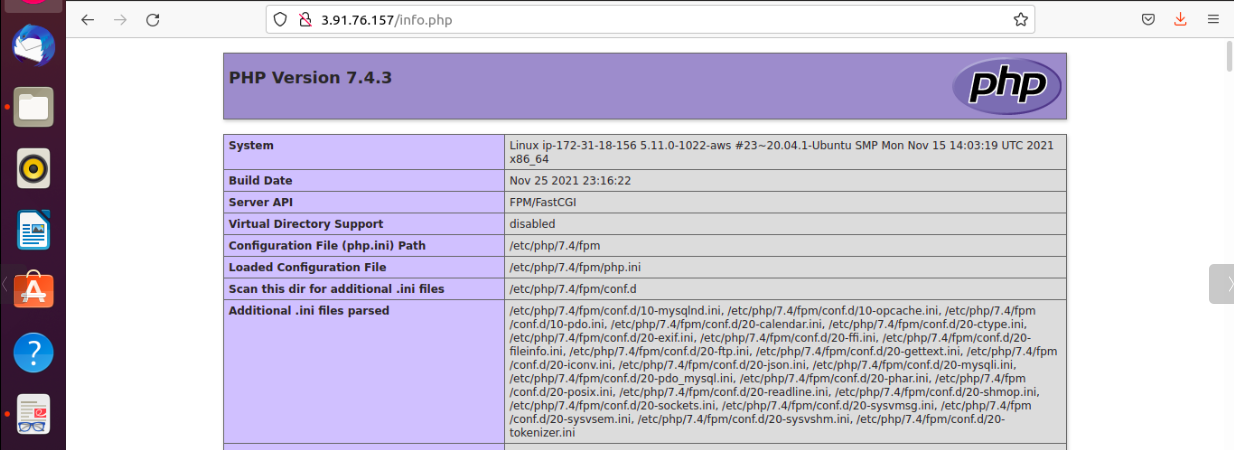 3.91.76.157/info.php
PHP Version 7.4.3
php
System
Linux ip-172-31-18-156 5.11.0-1022-aws #23~20.04.1-Ubuntu SMP Mon Nov 15 14:03:19 UTC 2021
x86_64
Build Date
Nov 25 2021 23:16:22
Server API
FPM/FastCGI
Virtual Directory Support
disabled
Configuration File (php.ini) Path
/etc/php/7.4/fpm
Loaded Configuration File
/etc/php/7.4/fpm/php.ini
Scan this dir for additional .ini files
/etc/php/7.4/fpm/conf.d
Additional .ini files parsed
/etc/php/7.4/fpm/conf.d/10-mysqlnd.ini, /etc/php/7.4/fpm/conf.d/10-opcache.ini, /etc/php/7.4/fpm
/conf.d/10-pdo.ini, /etc/php/7.4/fpm/conf.d/20-calendar.ini, /etc/php/7.4/fpm/conf.d/20-ctype.ini,
/etc/php/7.4/fpm/conf.d/20-exif.ini, /etc/php/7.4/fpm/conf.d/20-ffi.ini, /etc/php/7.4/fpm/conf.d/20-
fileinfo.ini, /etc/php/7.4/fpm/conf.d/20-ftp.ini, /etc/php/7.4/fpm/conf.d/20-gettext.ini, /etc/php/7.4/fpm
/conf.d/20-iconv.ini, /etc/php/7.4/fpm/conf.d/20-json.ini, /etc/php/7.4/fpm/conf.d/20-mysqli.ini,
/etc/php/7.4/fpm/conf.d/20-pdo_mysql.ini, /etc/php/7.4/fpm/conf.d/20-phar.ini, /etc/php/7.4/fpm
/conf.d/20-posix.ini, /etc/php/7.4/fpm/conf.d/20-readline.ini, /etc/php/7.4/fpm/conf.d/20-shmop.ini,
/etc/php/7.4/fpm/conf.d/20-sockets.ini, /etc/php/7.4/fpm/conf.d/20-sysvmsg.ini, /etc/php/7.4/fpm
/conf.d/20-sysvsem.ini, /etc/php/7.4/fpm/conf.d/20-sysvshm.ini, /etc/php/7.4/fpm/conf.d/20-
tokenizer.ini